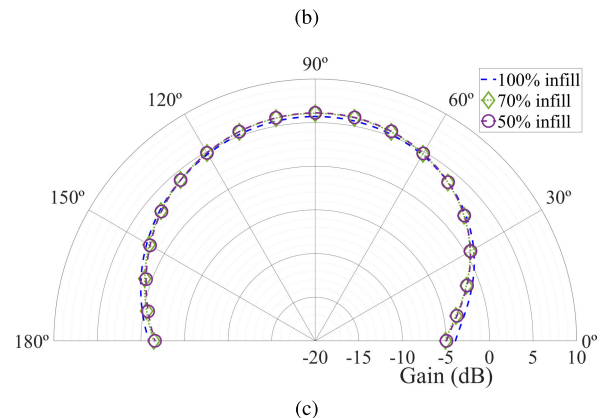 (b)
90º
120º
60º
100% infill
70% infill
50% infill
150º
30º
180º
0º
-20 -15 -10 -5 0 5 10
Gain (dB)
(c)